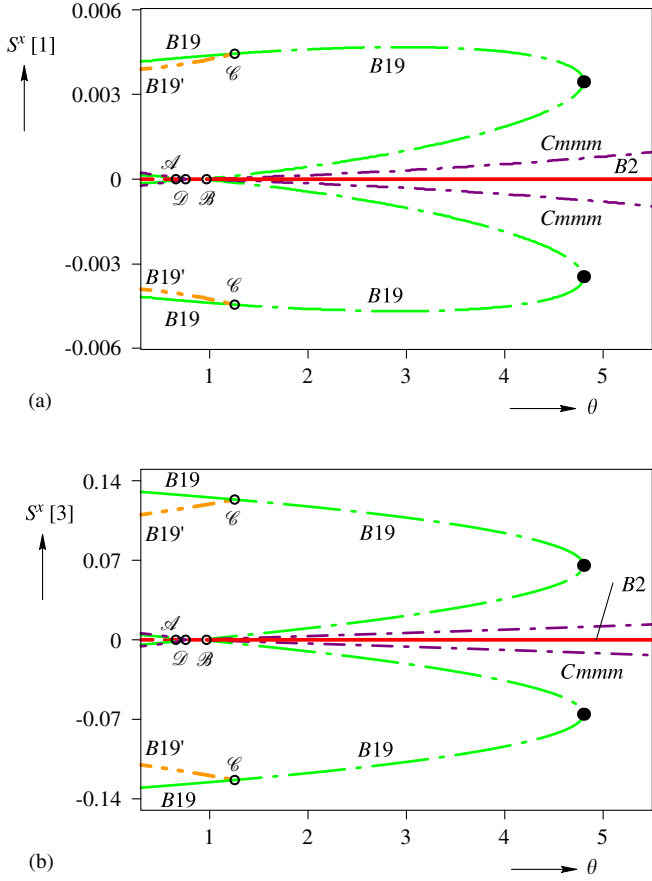 0.006
Sˣ [1]
B19
B19
0.003
B19'
𝒞
Cmmm
𝒜
B2
0
𝒟 ℬ
Cmmm
-0.003
B19'
𝒞
B19
B19
-0.006
1 2 3 4 5
(a)
θ
0.14
B19
Sˣ [3]
B19
B19'
𝒞
0.07
B2
𝒜
0
𝒟 ℬ
Cmmm
-0.07
B19'
𝒞
B19
B19
-0.14
1 2 3 4 5
(b)
θ